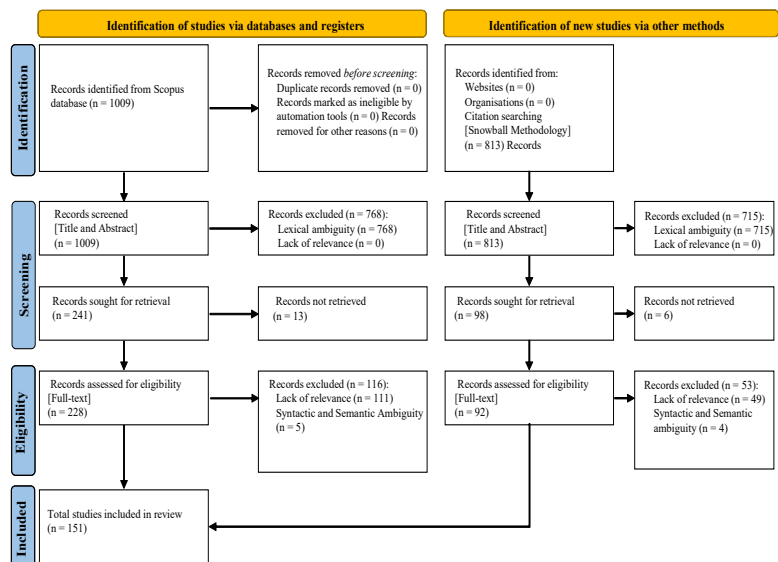 Identification of studies via databases and registers
Identification of new studies via other methods
Identification
Records identified from Scopus
database (n = 1009)
Records removed before screening:
Duplicate records removed (n = 0)
Records marked as ineligible by
automation tools (n = 0) Records
removed for other reasons (n = 0)
Records identified from:
Websites (n = 0)
Organisations (n = 0)
Citation searching
[Snowball Methodology]
(n = 813) Records
Screening
Records screened
[Title and Abstract]
(n = 1009)
Records excluded (n = 768):
Lexical ambiguity (n = 768)
Lack of relevance (n = 0)
Records screened
[Title and Abstract]
(n = 813)
Records excluded (n = 715):
Lexical ambiguity (n = 715)
Lack of relevance (n = 0)
Records sought for retrieval
(n = 241)
Records not retrieved
(n = 13)
Records sought for retrieval
(n = 98)
Records not retrieved
(n = 6)
Eligibility
Records assessed for eligibility
[Full-text]
(n = 228)
Records excluded (n = 116):
Lack of relevance (n = 111)
Syntactic and Semantic Ambiguity
(n = 5)
Records assessed for eligibility
[Full-text]
(n = 92)
Records excluded (n = 53):
Lack of relevance (n = 49)
Syntactic and Semantic
ambiguity (n = 4)
Included
Total studies included in review
(n = 151)